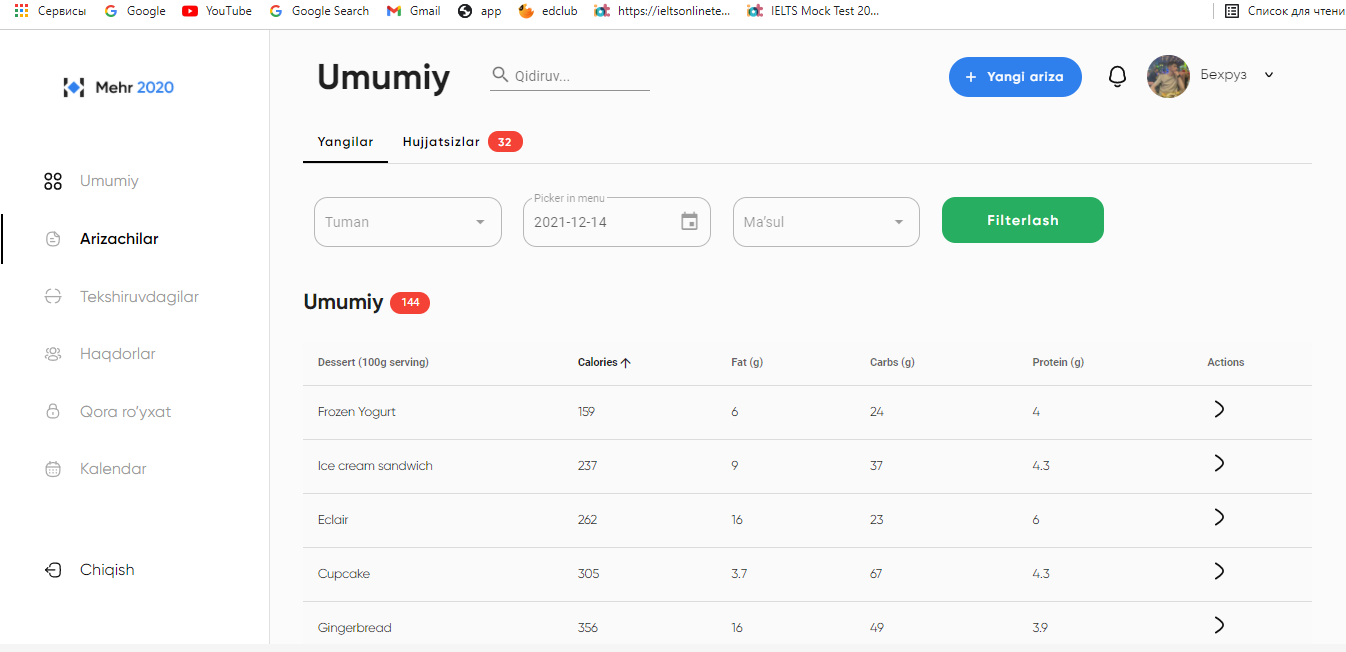 Сервисы Google YouTube Google Search Gmail app edclub https://ieltsonlinete... IELTS Mock Test 20... Список для чтени
Mehr 2020
Umumiy
Arizachilar
Tekshiruvdagilar
Haqdorlar
Qora ro‘yxat
Kalendar
Chiqish
Umumiy Qidiruv... + Yangi ariza Бехруз
Yangilar Hujjatsizlar 32
Picker in menu
Tuman 2021-12-14 Ma’sul Filterlash
Umumiy 144
Dessert (100g serving) Calories Fat (g) Carbs (g) Protein (g) Actions
Frozen Yogurt 159 6 24 4
Ice cream sandwich 237 9 37 4.3
Eclair 262 16 23 6
Cupcake 305 3.7 67 4.3
Gingerbread 356 16 49 3.9